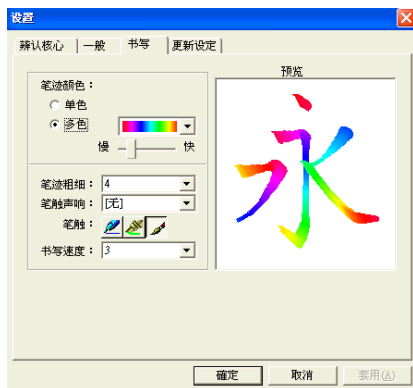 设置
辨认核心 一般 书写 更新设定
预览
笔迹颜色：
单色
多色
慢 快
笔迹粗细： 4
笔触声响： [无]
笔触：
书写速度： 3
永
確定 取消 套用(A)